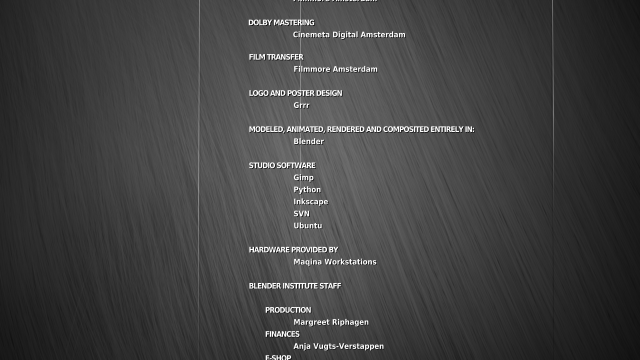 Filmmore Amsterdam
DOLBY MASTERING
Cinemeta Digital Amsterdam
FILM TRANSFER
Filmmore Amsterdam
LOGO AND POSTER DESIGN
Grrr
MODELED, ANIMATED, RENDERED AND COMPOSITED ENTIRELY IN:
Blender
STUDIO SOFTWARE
Gimp
Python
Inkscape
SVN
Ubuntu
HARDWARE PROVIDED BY
Maqina Workstations
BLENDER INSTITUTE STAFF
PRODUCTION
Margreet Riphagen
FINANCES
Anja Vugts-Verstappen
E-SHOP